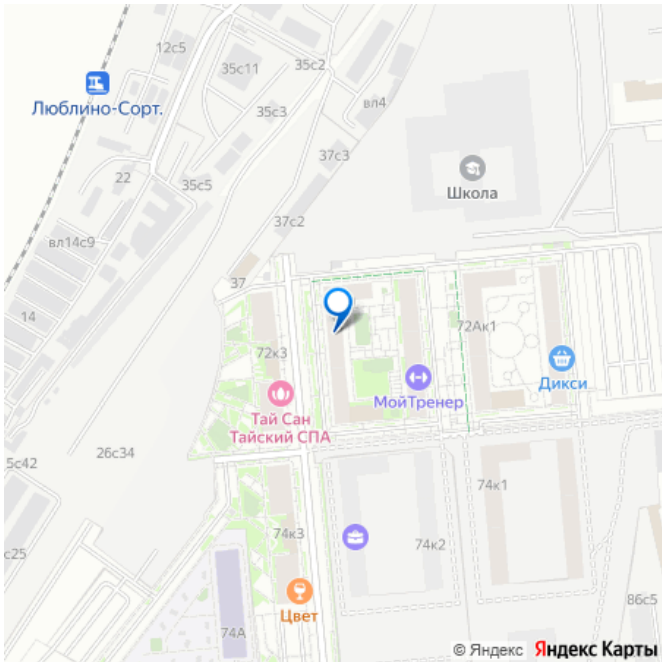 12с5
35с11
35с2
Люблино-Сорт.
35с3
вл4
22
37с3
35с5
Школа
37с2
вл14с9
37
14
72к3
72Ак1
Дикси
МойТренер
Тай Сан
Тайский СПА
26с34
5с42
74к1
с25
74к3
74к2
86с5
Цвет
74А
© Яндекс Яндекс Карты